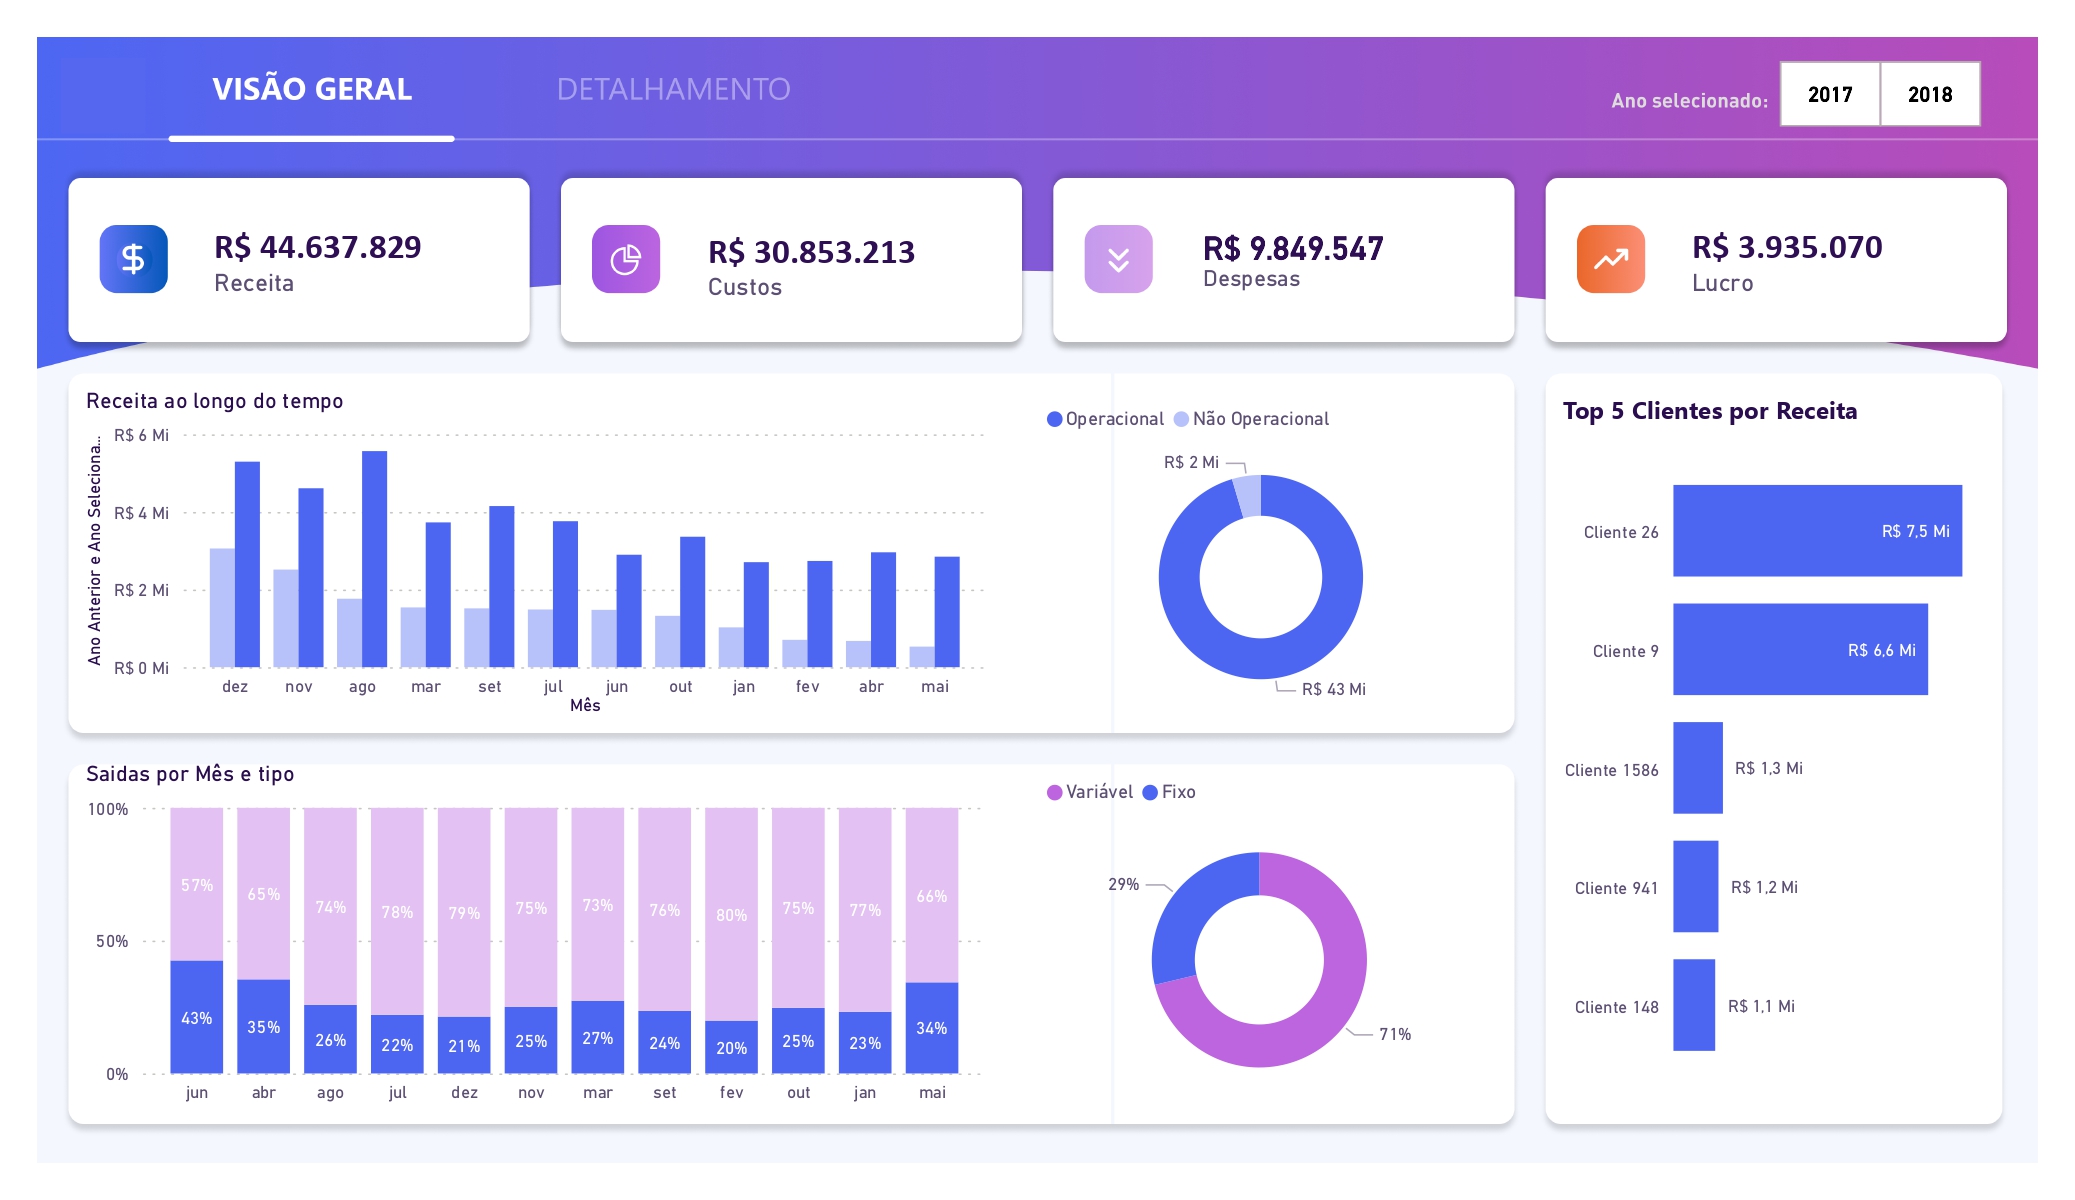 VISÃO GERAL
DETALHAMENTO
Ano selecionado:
2017
2018
R$ 44.637.829
Receita
R$ 30.853.213
Custos
R$ 9.849.547
Despesas
R$ 3.935.070
Lucro
Receita ao longo do tempo
Ano Anterior e Ano Seleciona...
R$ 6 Mi
R$ 4 Mi
R$ 2 Mi
R$ 0 Mi
dez nov ago mar set jul jun out jan fev abr mai
Mês
Operacional Não Operacional
R$ 2 Mi
R$ 43 Mi
Top 5 Clientes por Receita
Cliente 26 R$ 7,5 Mi
Cliente 9 R$ 6,6 Mi
Cliente 1586 R$ 1,3 Mi
Cliente 941 R$ 1,2 Mi
Cliente 148 R$ 1,1 Mi
Saidas por Mês e tipo
100%
50%
0%
57% 65% 74% 78% 79% 75% 73% 76% 80% 75% 77% 66%
43% 35% 26% 22% 21% 25% 27% 24% 20% 25% 23% 34%
jun abr ago jul dez nov mar set fev out jan mai
Variável Fixo
29%
71%